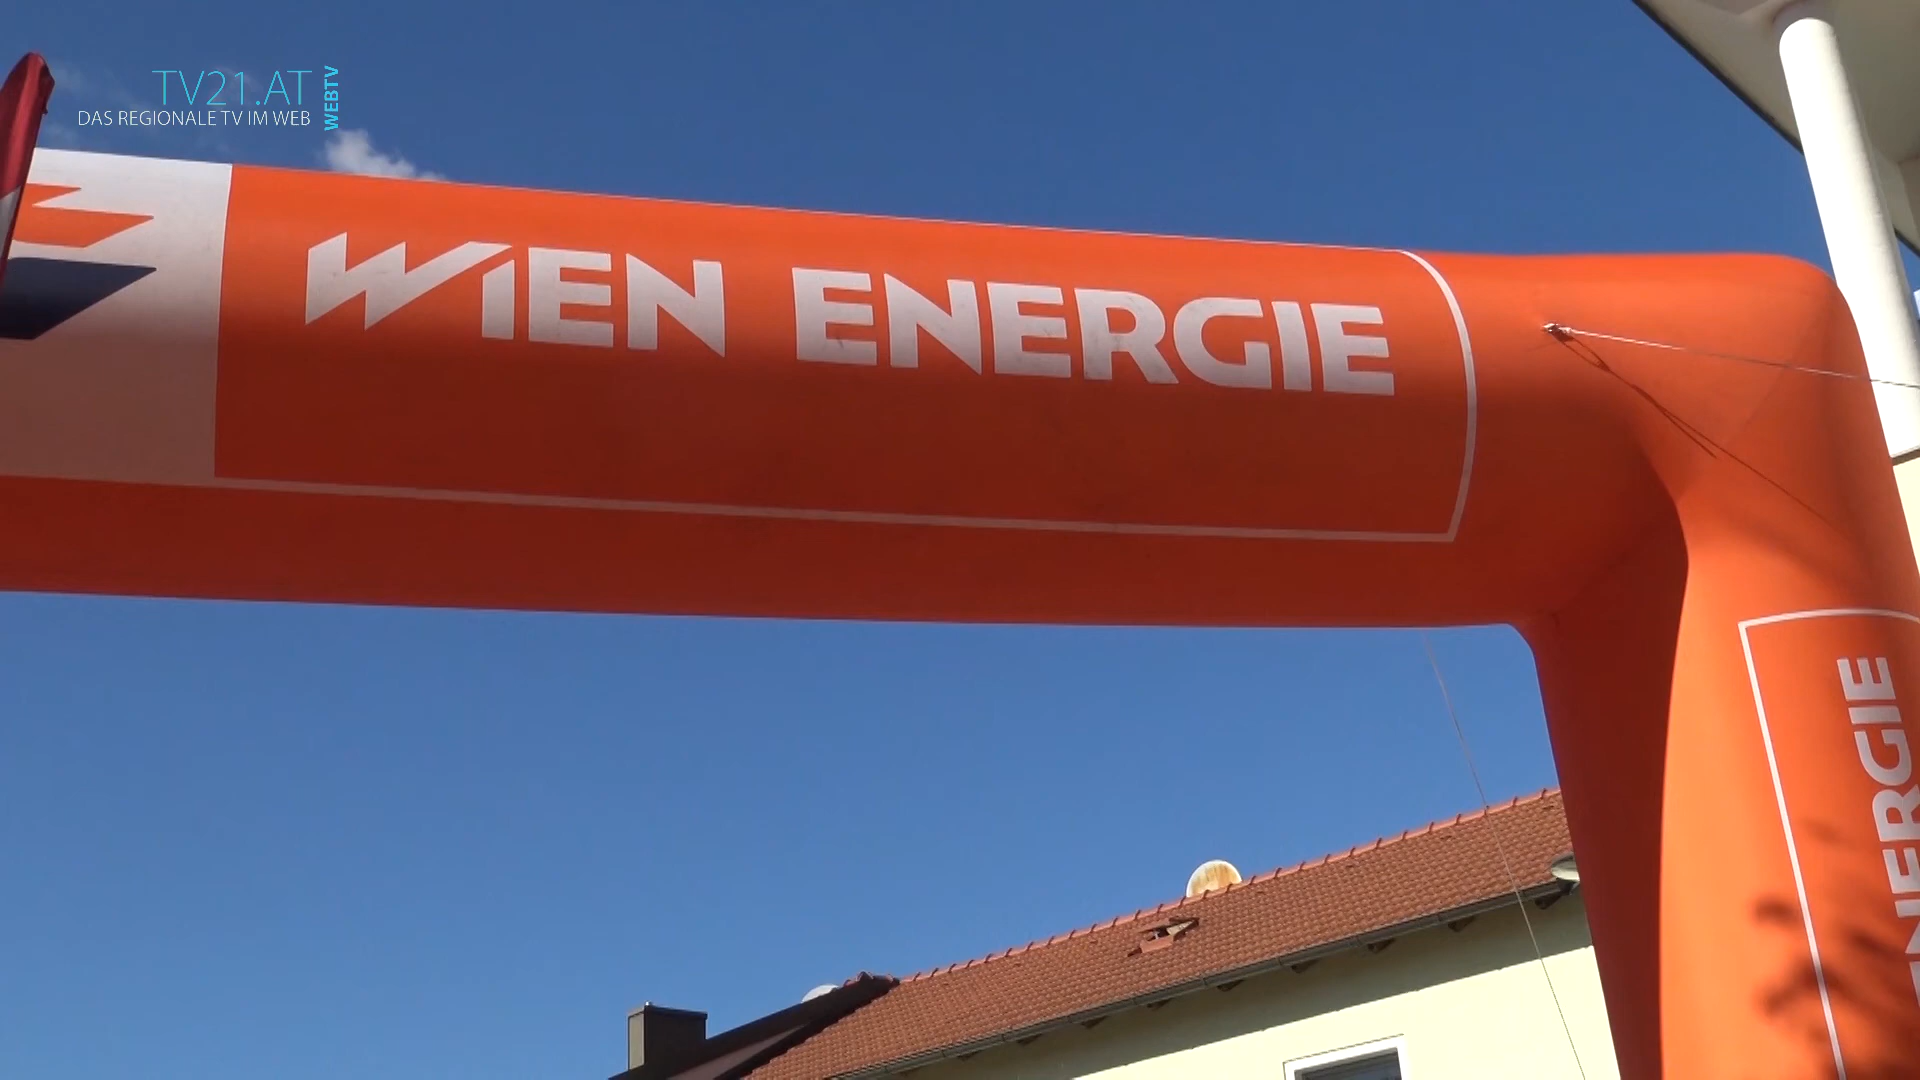 TV21.AT
DAS REGIONALE TV IM WEB
WEBTV
WIEN ENERGIE
ENERGIE